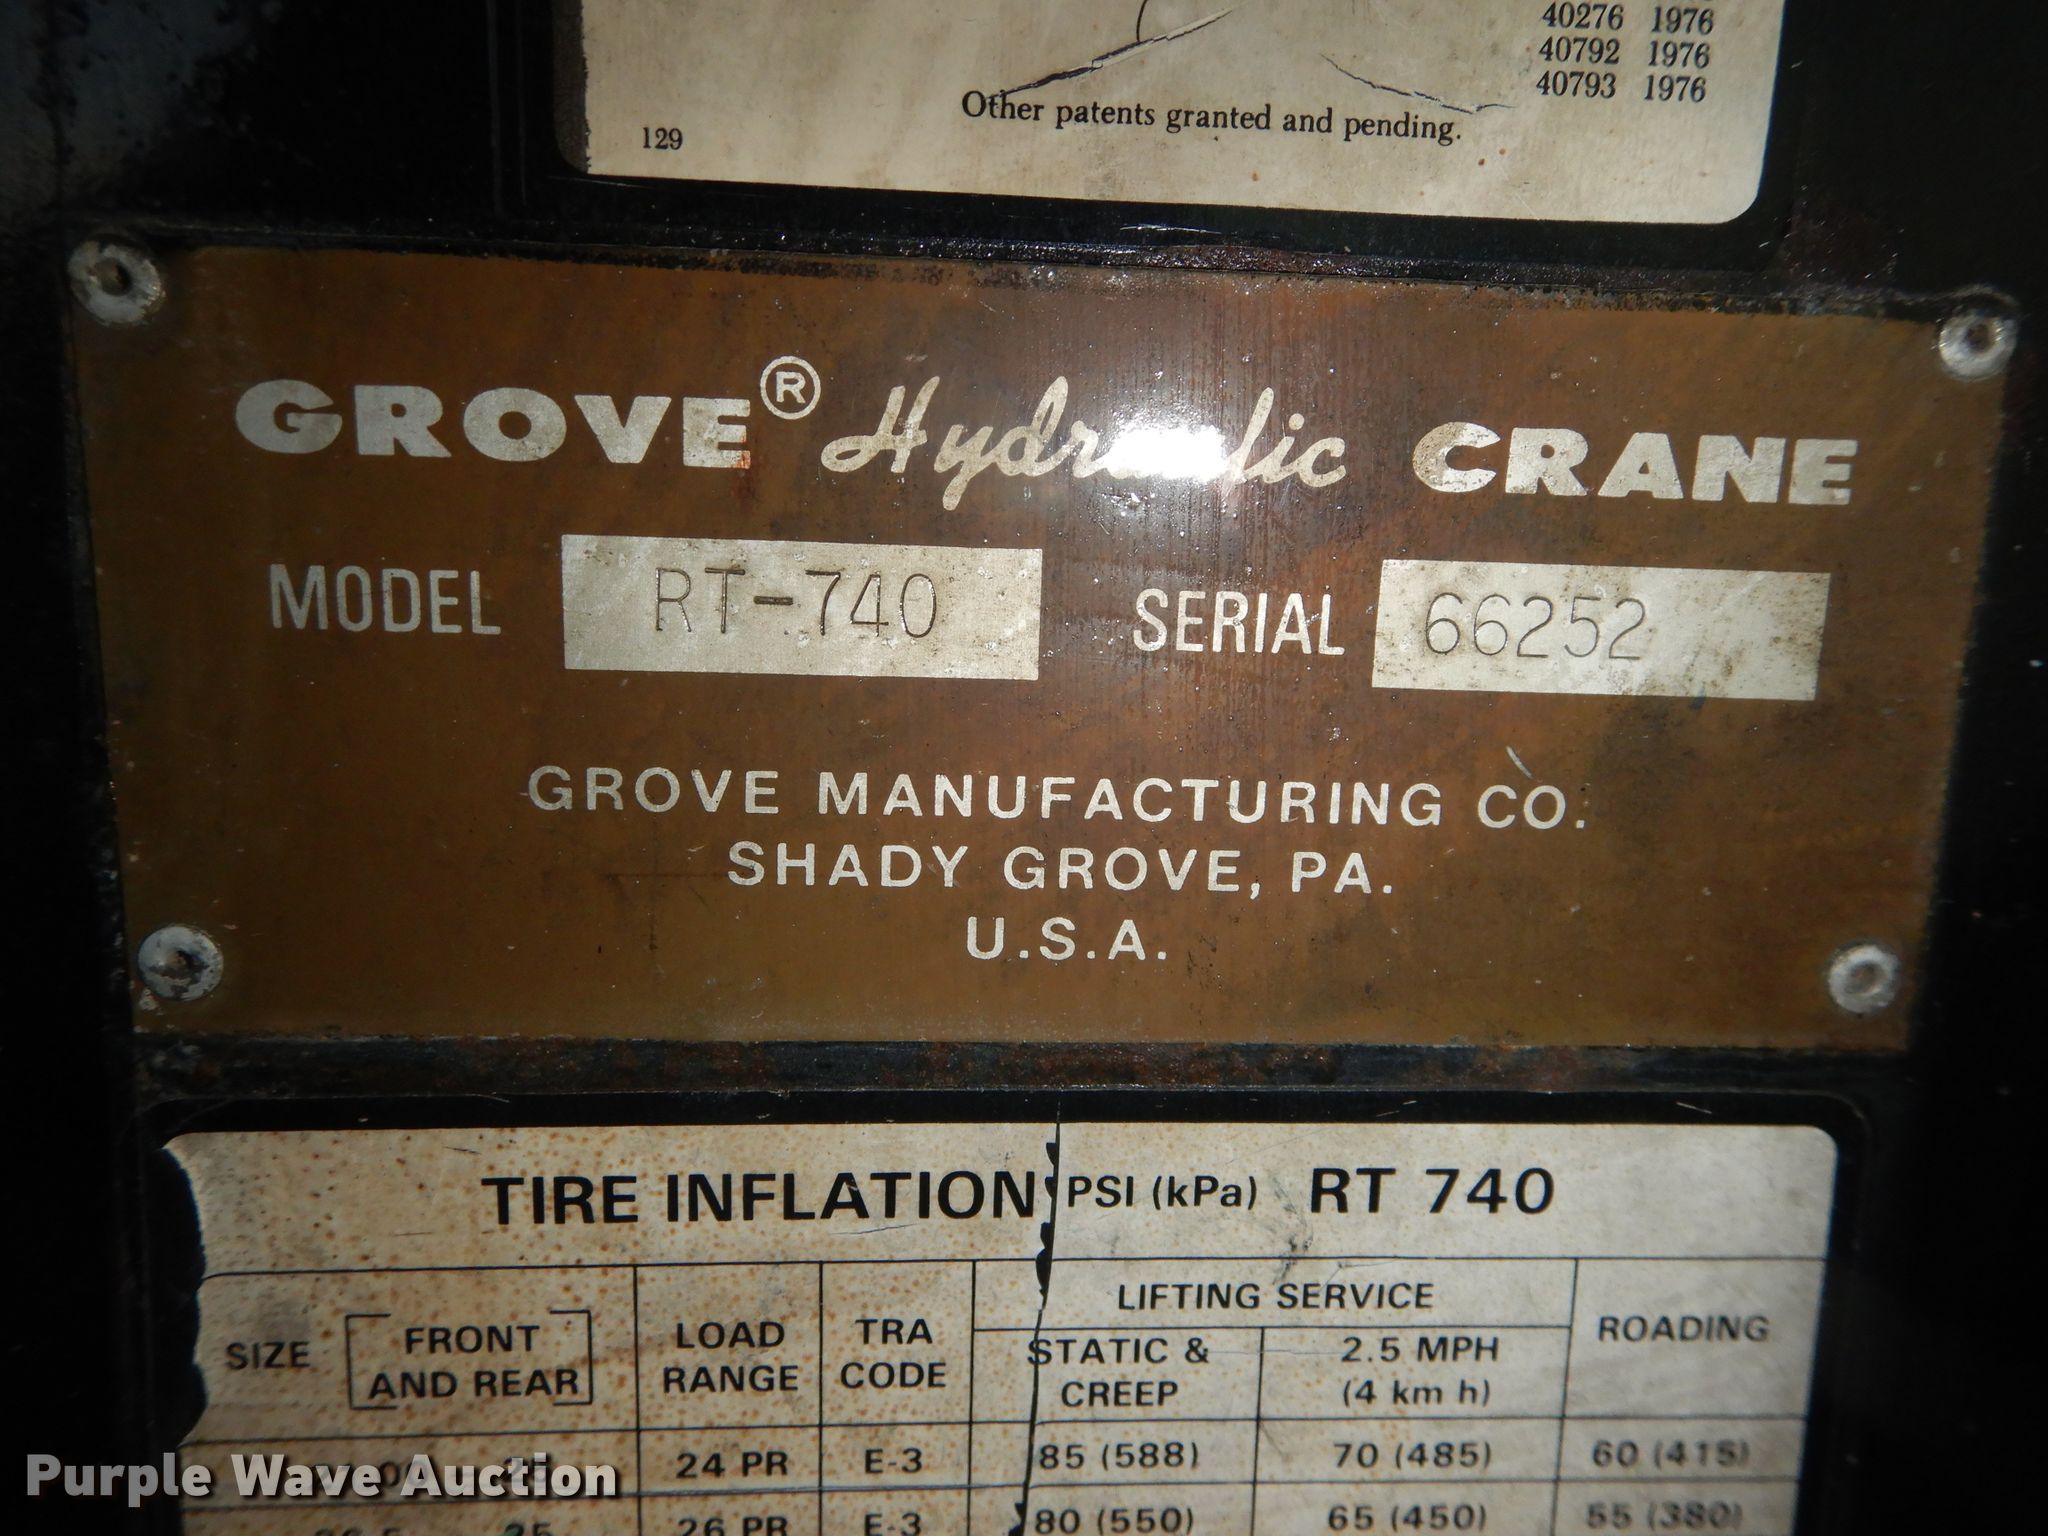 40276 1976
40792 1976
40793 1976
Other patents granted and pending.
129
GROVE® Hydraulic CRANE
MODEL RT-740 SERIAL 66252
GROVE MANUFACTURING CO.
SHADY GROVE, PA.
U.S.A.
TIRE INFLATION PSI (kPa) RT 740
SIZE [FRONT AND REAR] LOAD RANGE TRA CODE LIFTING SERVICE STATIC & CREEP 2.5 MPH (4 km h) ROADING
24 PR E-3 85 (588) 70 (485) 60 (415)
25 26 PR E-3 80 (550) 65 (450) 55 (380)
Purple Wave Auction